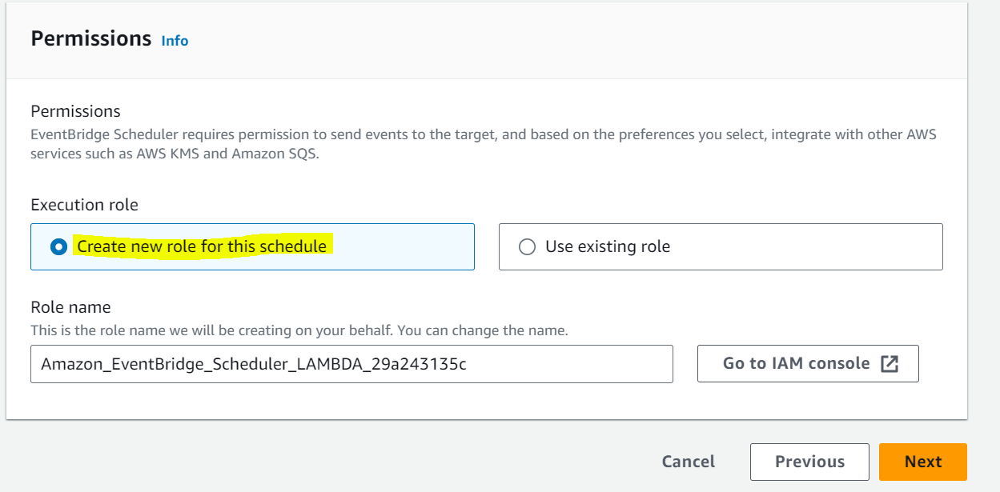 Permissions Info
Permissions
EventBridge Scheduler requires permission to send events to the target, and based on the preferences you select, integrate with other AWS
services such as AWS KMS and Amazon SQS.
Execution role
Create new role for this schedule
Use existing role
Role name
This is the role name we will be creating on your behalf. You can change the name.
Amazon_EventBridge_Scheduler_LAMBDA_29a243135c
Go to IAM console
Cancel
Previous
Next